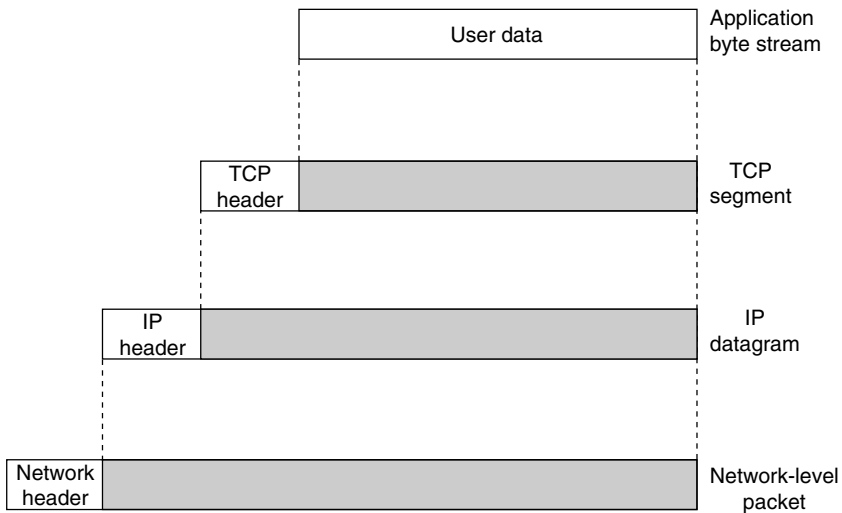 User data
Application
byte stream
TCP
header
TCP
segment
IP
header
IP
datagram
Network
header
Network-level
packet